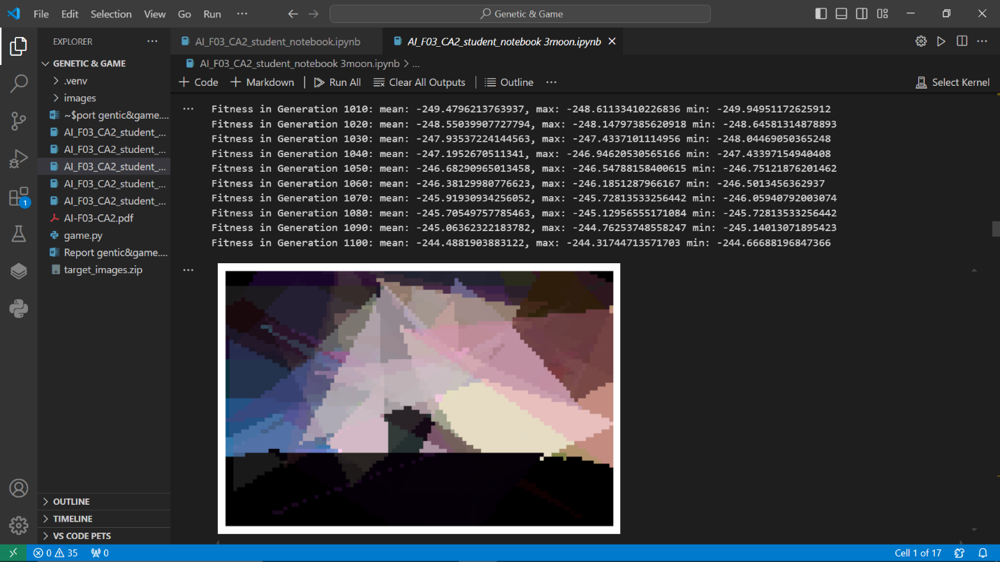 File Edit Selection View Go Run ··· Genetic & Game
EXPLORER ···
GENETIC & GAME
.venv
images
~$port gentic&game....
AI_F03_CA2_student_...
AI_F03_CA2_student_...
AI_F03_CA2_student_...
AI_F03_CA2_student_...
AI_F03_CA2_student_...
AI-F03-CA2.pdf
game.py
Report gentic&game....
target_images.zip
OUTLINE
TIMELINE
VS CODE PETS
1
AI_F03_CA2_student_notebook.ipynb AI_F03_CA2_student_notebook 3moon.ipynb
AI_F03_CA2_student_notebook 3moon.ipynb > ...
+ Code + Markdown Run All Clear All Outputs Outline ··· Select Kernel
Fitness in Generation 1010: mean: -249.4796213763937, max: -248.61133410226836 min: -249.94951172625912
Fitness in Generation 1020: mean: -248.55039907727794, max: -248.14797385620918 min: -248.64581314878893
Fitness in Generation 1030: mean: -247.93537224144563, max: -247.4337101114956 min: -248.04469050365248
Fitness in Generation 1040: mean: -247.1952670511341, max: -246.94620530565166 min: -247.43397154940408
Fitness in Generation 1050: mean: -246.68290965013458, max: -246.54788158400615 min: -246.75121876201462
Fitness in Generation 1060: mean: -246.38129980776623, max: -246.1851287966167 min: -246.5013456362937
Fitness in Generation 1070: mean: -245.91930934256052, max: -245.72813533256442 min: -246.05940792003074
Fitness in Generation 1080: mean: -245.70549757785463, max: -245.12956555171084 min: -245.72813533256442
Fitness in Generation 1090: mean: -245.06362322183782, max: -244.76253748558247 min: -245.14013071895423
Fitness in Generation 1100: mean: -244.4881903883122, max: -244.31744713571703 min: -244.66688196847366
0 35 0 Cell 1 of 17